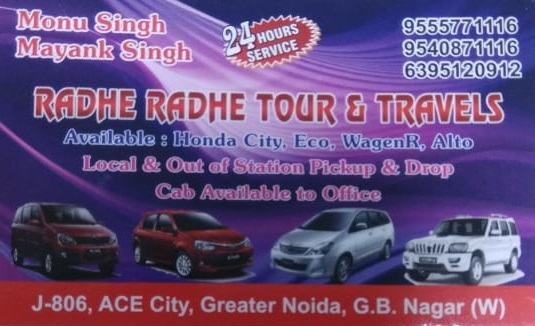 Monu Singh
Mayank Singh
24 HOURS
SERVICE
9555771116
9540871116
6395120912
RADHE RADHE TOUR & TRAVELS
Available : Honda City, Eco, WagenR, Alto
Local & Out of Station Pickup & Drop
Cab Available to Office
J-806, ACE City, Greater Noida, G.B. Nagar (W)